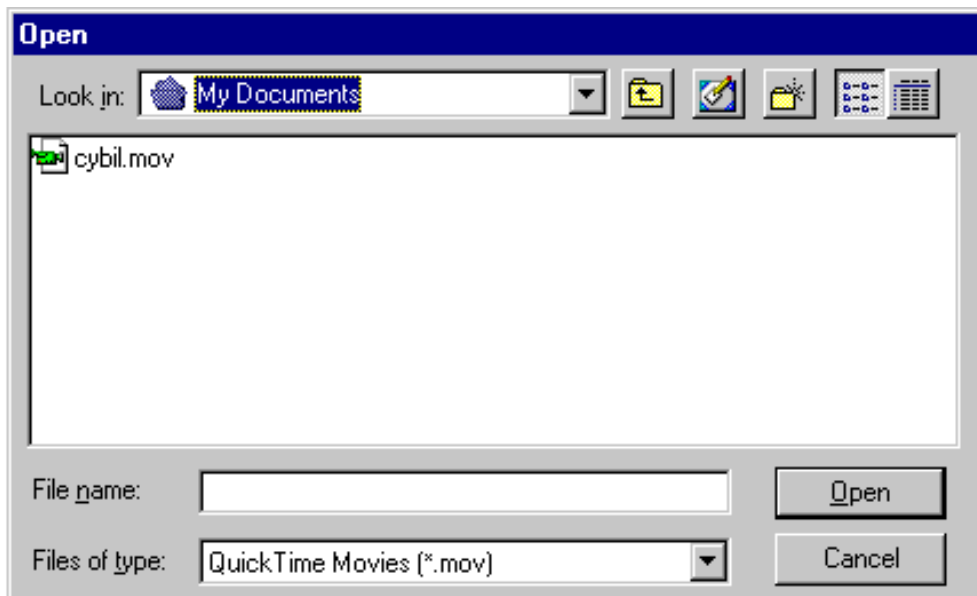 Open
Look in: My Documents
cybil.mov
File name:
Open
Files of type: QuickTime Movies (*.mov)
Cancel